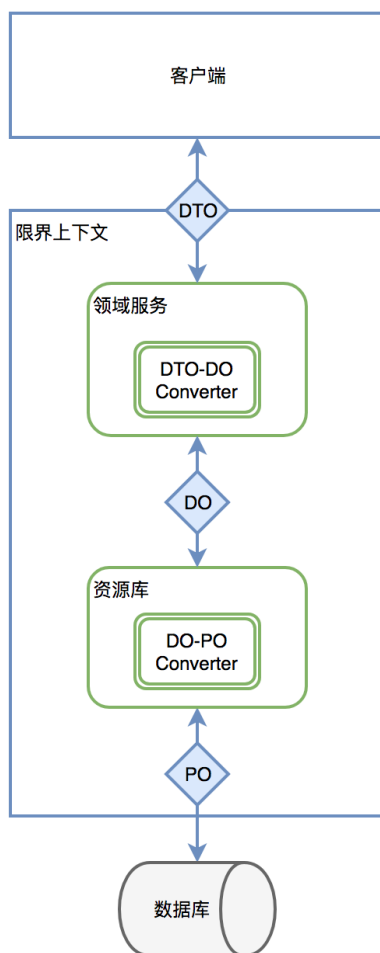 客户端
DTO
限界上下文
领域服务
DTO-DO
Converter
DO
资源库
DO-PO
Converter
PO
数据库